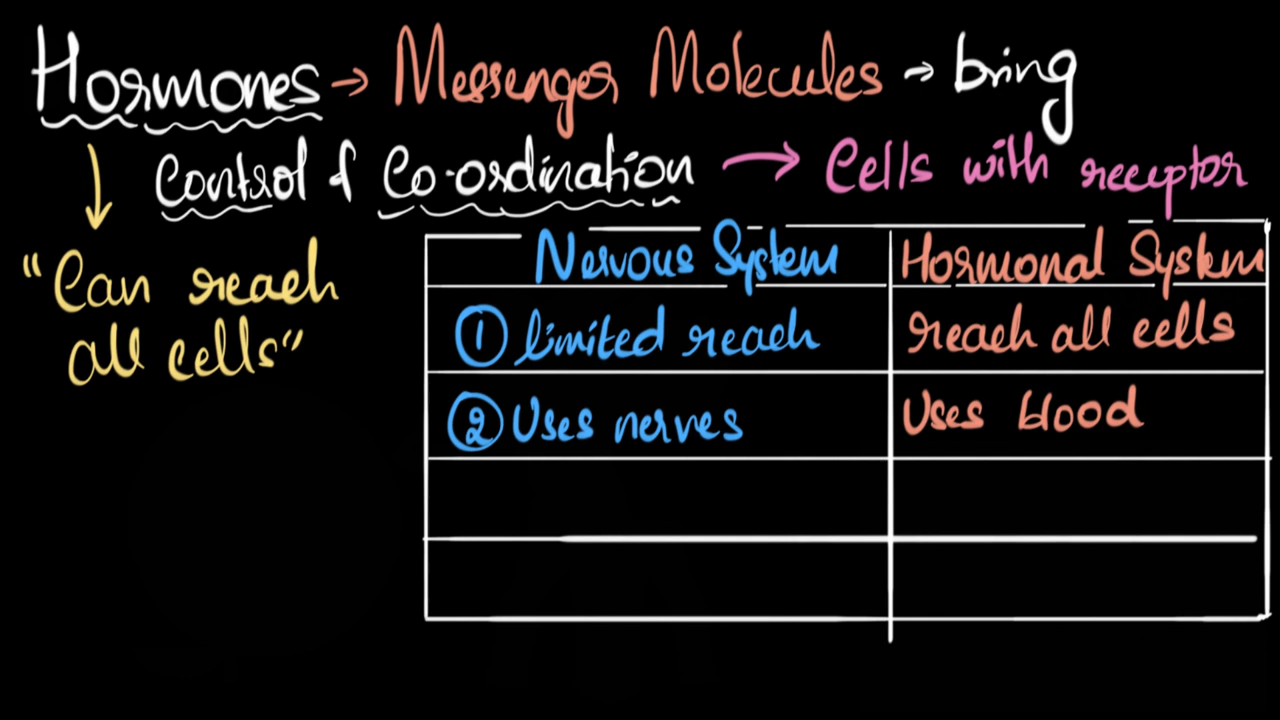 Hormones → Messenger Molecules → bring
Control & Co-ordination → Cells with receptor
"Can reach
all cells"
Nervous System Hormonal System
① limited reach reach all cells
② Uses nerves Uses blood